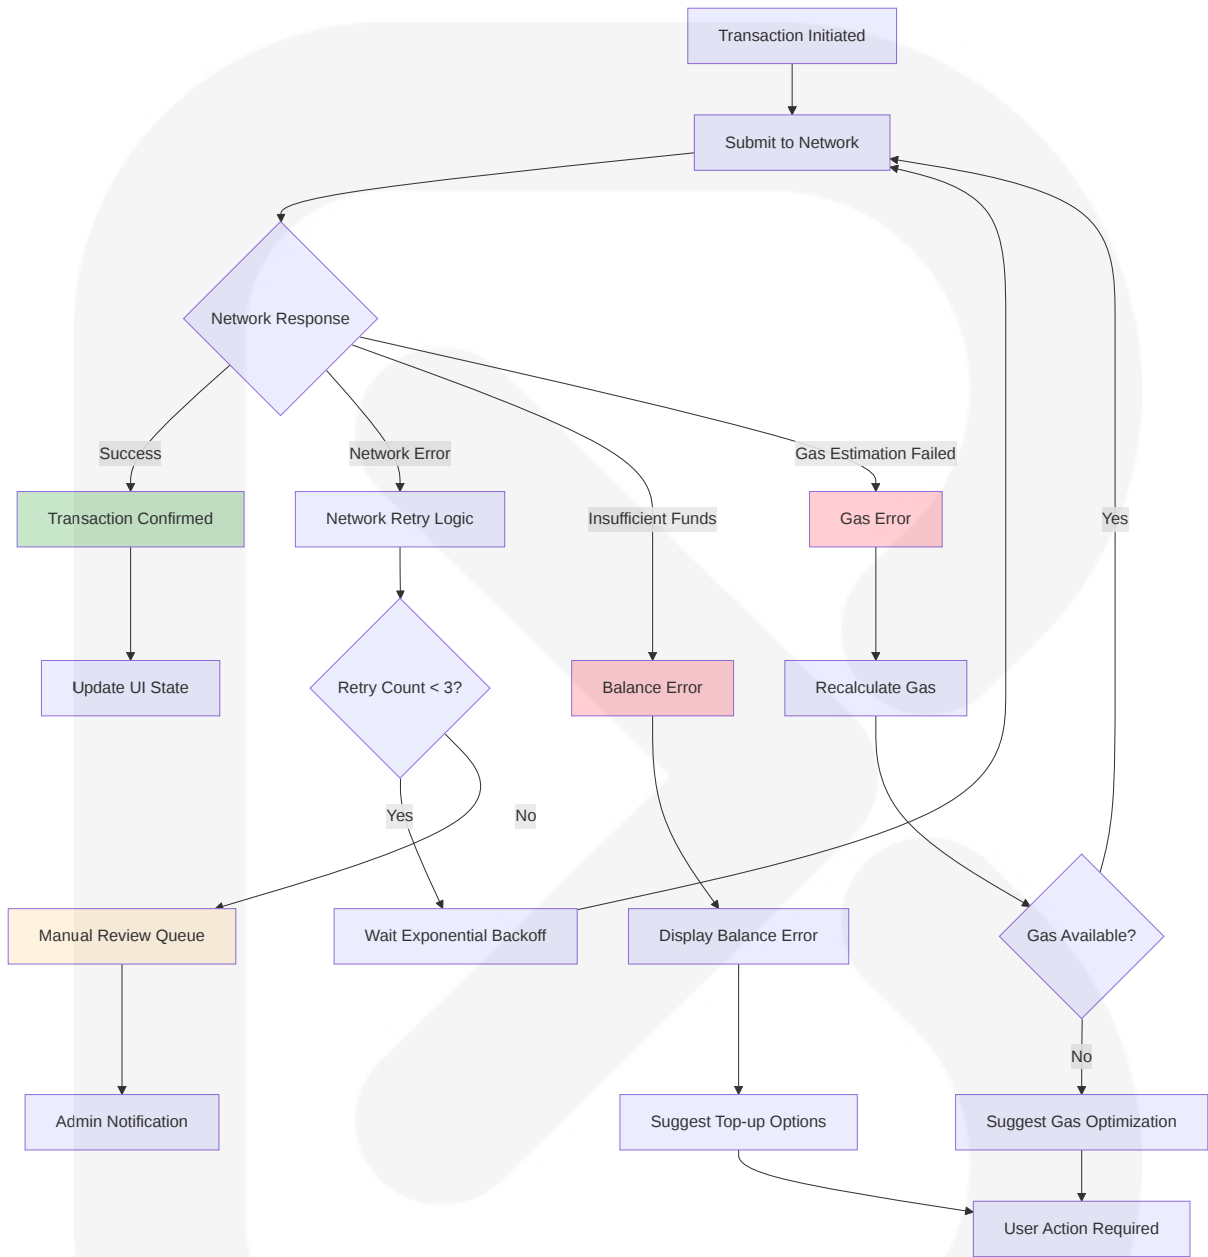 Transaction Initiated
Submit to Network
Network Response
Success
Network Error
Gas Estimation Failed
Transaction Confirmed
Network Retry Logic
Insufficient Funds
Gas Error
Yes
Update UI State
Retry Count < 3?
Balance Error
Recalculate Gas
Yes
No
Manual Review Queue
Wait Exponential Backoff
Display Balance Error
Gas Available?
No
Admin Notification
Suggest Top-up Options
Suggest Gas Optimization
User Action Required